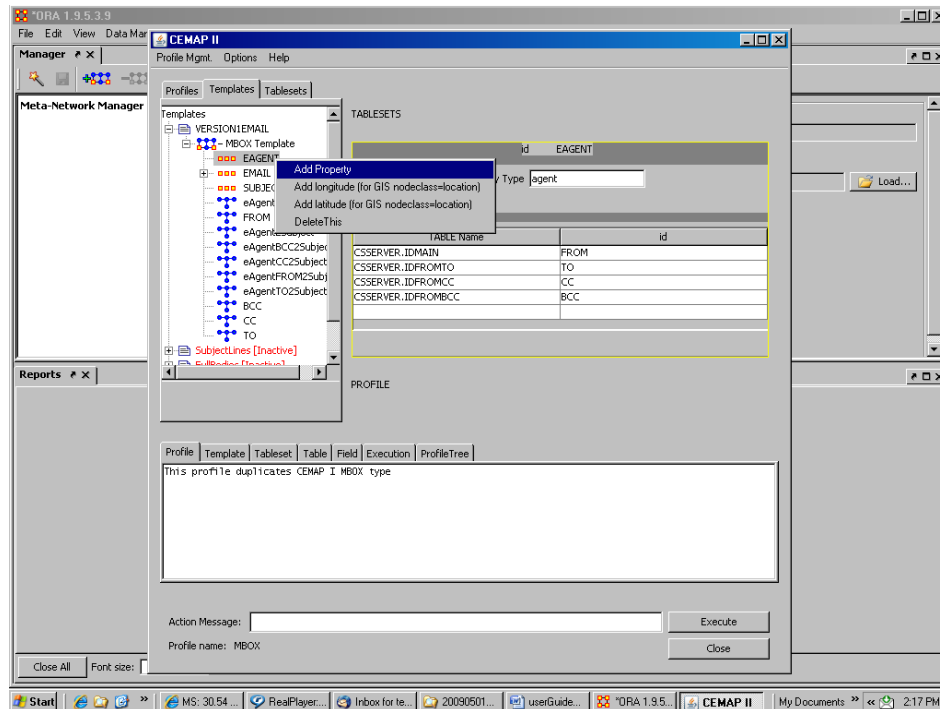 *ORA 1.9.5.3.9
File Edit View Data Mar
Manager
Meta-Network Manager
Load...
Reports
Close All Font size:
CEMAP II
Profile Mgmt. Options Help
Profiles Templates Tablesets
Templates
VERSION1EMAIL
- MBOX Template
EAGENT
EMAIL
SUBJEC
eAgent
FROM
eAgent2Subject
eAgentBCC2Subjec
eAgentCC2Subject
eAgentFROM2Subj
eAgentTO2Subject
BCC
CC
TO
SubjectLines [Inactive]
FullBodies [Inactive]
Add Property
Add longitude (for GIS nodeclass=location)
Add latitude (for GIS nodeclass=location)
DeleteThis
TABLESETS
id EAGENT
y Type agent
TABLE Name id
CSSERVER.IDMAIN FROM
CSSERVER.IDFROMTO TO
CSSERVER.IDFROMCC CC
CSSERVER.IDFROMBCC BCC
PROFILE
Profile Template Tableset Table Field Execution ProfileTree
This profile duplicates CEMAP I MBOX type
Action Message: Execute
Profile name: MBOX Close
Start MS: 30.54 ... RealPlayer:... Inbox for te... 20090501... userGuide... *ORA 1.9.5... CEMAP II My Documents 2:17 PM